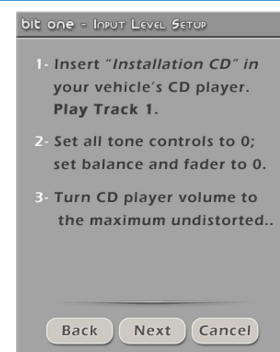 bit one - Input Level Setup
1- Insert “Installation CD” in
your vehicle’s CD player.
Play Track 1.
2- Set all tone controls to 0;
set balance and fader to 0.
3- Turn CD player volume to
the maximum undistorted..
Back Next Cancel